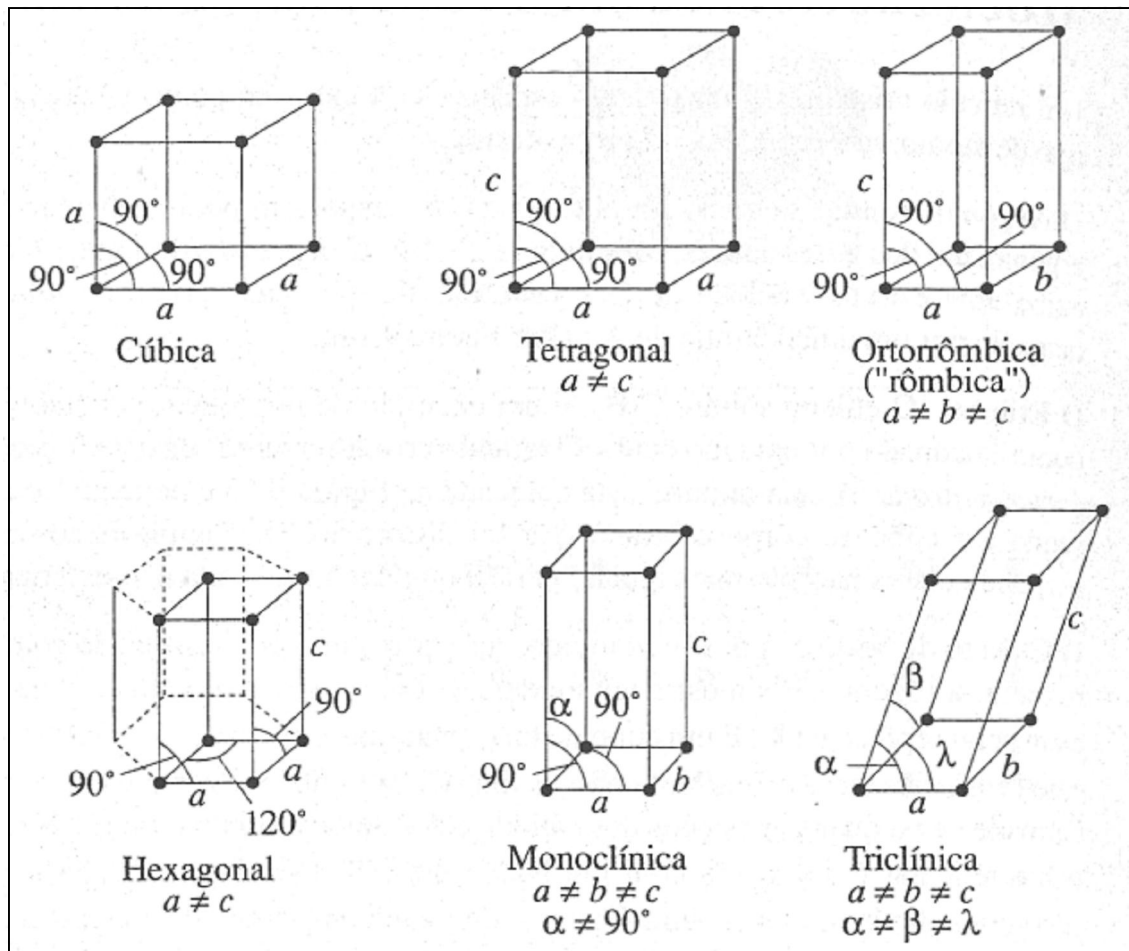 a
90°
90°
90°
a
a
Cúbica
c
90°
90°
90°
a
a
Tetragonal
a ≠ c
c
90°
90°
90°
b
a
Ortorrômbica
("rômbica")
a ≠ b ≠ c
c
90°
90°
a
a
120°
Hexagonal
a ≠ c
c
α
90°
90°
b
a
Monoclínica
a ≠ b ≠ c
α ≠ 90°
c
β
α
λ
b
a
Triclínica
a ≠ b ≠ c
α ≠ β ≠ λ